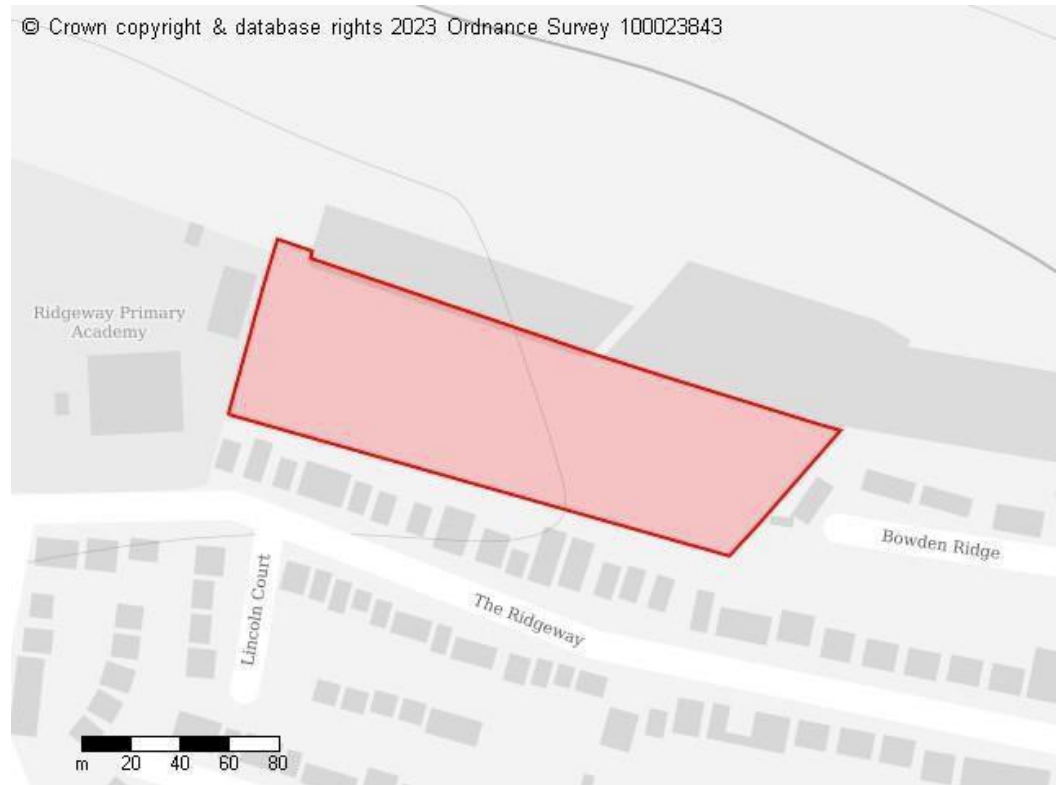 © Crown copyright & database rights 2023 Ordnance Survey 100023843
Ridgeway Primary
Academy
Bowden Ridge
The Ridgeway
Lincoln Court
m 20 40 60 80